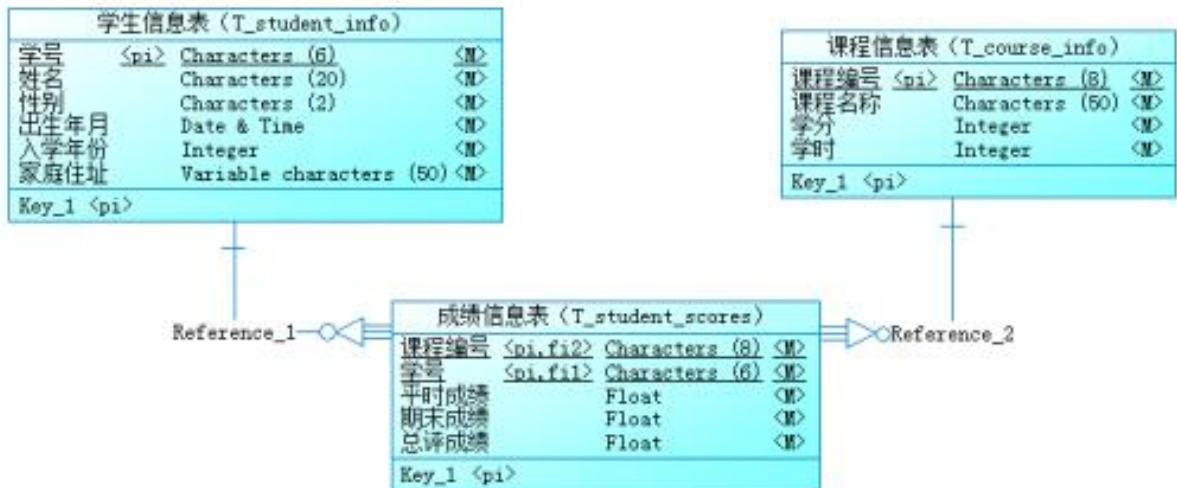 学生信息表（T_student_info）
学号 <pi> Characters (6) <M>
姓名 Characters (20) <M>
性别 Characters (2) <M>
出生年月 Date & Time <M>
入学年份 Integer <M>
家庭住址 Variable characters (50) <M>
Key_1 <pi>
课程信息表（T_course_info）
课程编号 <pi> Characters (8) <M>
课程名称 Characters (50) <M>
学分 Integer <M>
学时 Integer <M>
Key_1 <pi>
Reference_1
Reference_2
成绩信息表（T_student_scores）
课程编号 <pi,fi2> Characters (8) <M>
学号 <pi,fi1> Characters (6) <M>
平时成绩 Float <M>
期末成绩 Float <M>
总评成绩 Float <M>
Key_1 <pi>